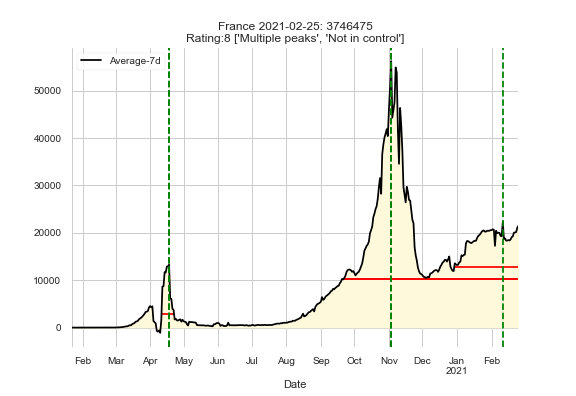 France 2021-02-25: 3746475
Rating:8 ['Multiple peaks', 'Not in control']
Average-7d
50000
40000
30000
20000
10000
0
Feb Mar Apr May Jun Jul Aug Sep Oct Nov Dec Jan Feb
2021
Date